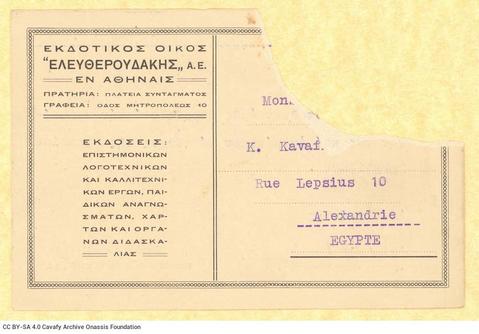 ΕΚΔΟΤΙΚΟΣ ΟΙΚΟΣ
"ΕΛΕΥΘΕΡΟΥΔΑΚΗΣ„ Α.Ε.
ΕΝ ΑΘΗΝΑΙΣ
ΠΡΑΤΗΡΙΑ: ΠΛΑΤΕΙΑ ΣΥΝΤΑΓΜΑΤΟΣ
ΓΡΑΦΕΙΑ: ΟΔΟΣ ΜΗΤΡΟΠΟΛΕΩΣ 40
ΕΚΔΟΣΕΙΣ:
ΕΠΙΣΤΗΜΟΝΙΚΩΝ
ΛΟΓΟΤΕΧΝΙΚΩΝ
ΚΑΙ ΚΑΛΛΙΤΕΧΝΙ-
ΚΩΝ ΕΡΓΩΝ, ΠΑΙ-
ΔΙΚΩΝ ΑΝΑΓΝΩ-
ΣΜΑΤΩΝ, ΧΑΡ-
ΤΩΝ ΚΑΙ ΟΡΓΑ-
ΝΩΝ ΔΙΔΑΣΚΑ-
ΛΙΑΣ
Mon
K. Kavaf
Rue Lepsius 10
Alexandrie
EGYPTE
CC BY-SA 4.0 Cavafy Archive Onassis Foundation